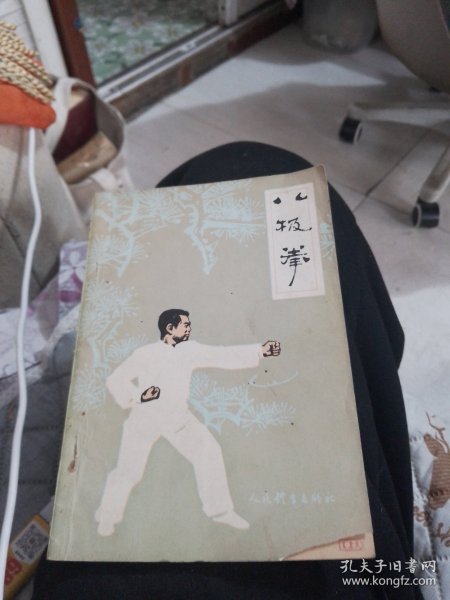 八
极
拳
人民体育出版社
孔夫子旧书网
www.kongfz.com